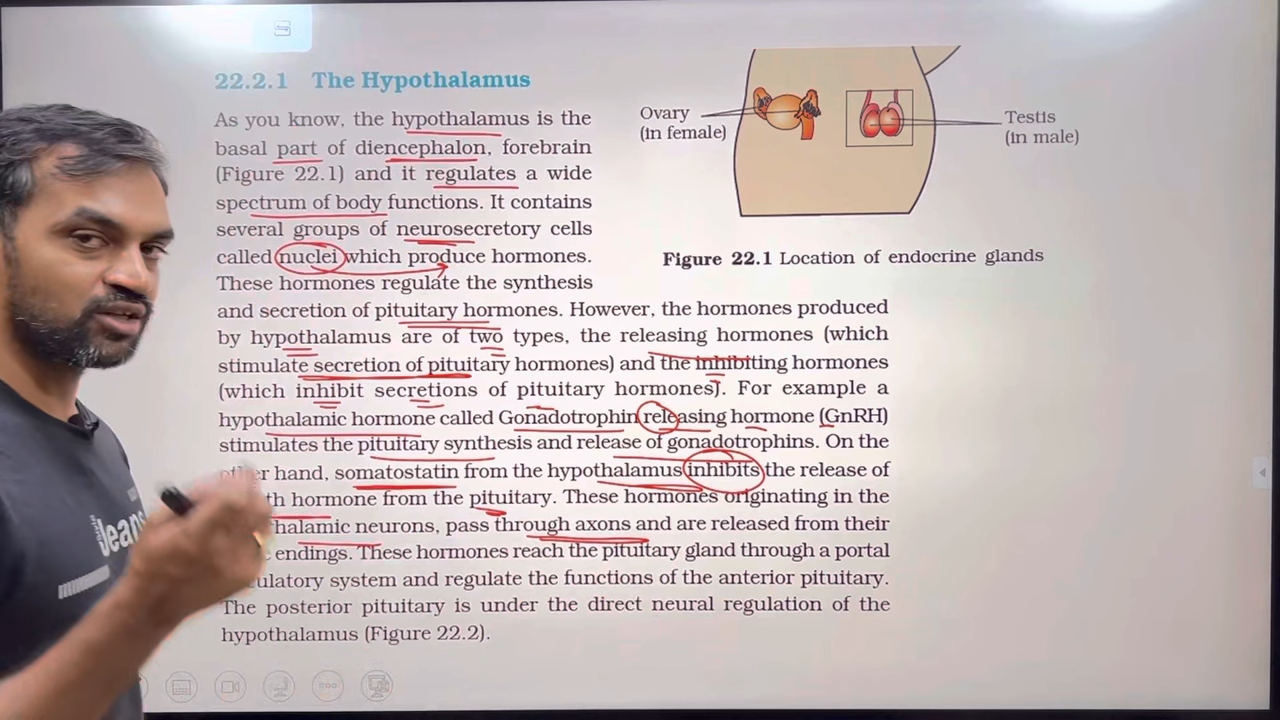 22.2.1 The Hypothalamus
As you know, the hypothalamus is the
basal part of diencephalon, forebrain
(Figure 22.1) and it regulates a wide
spectrum of body functions. It contains
several groups of neurosecretory cells
called nuclei which produce hormones.
These hormones regulate the synthesis
Ovary
(in female)
Testis
(in male)
Figure 22.1 Location of endocrine glands
and secretion of pituitary hormones. However, the hormones produced
by hypothalamus are of two types, the releasing hormones (which
stimulate secretion of pituitary hormones) and the inhibiting hormones
(which inhibit secretions of pituitary hormones). For example a
hypothalamic hormone called Gonadotrophin releasing hormone (GnRH)
stimulates the pituitary synthesis and release of gonadotrophins. On the
other hand, somatostatin from the hypothalamus inhibits the release of
hormone from the pituitary. These hormones originating in the
neurons, pass through axons and are released from their
endings. These hormones reach the pituitary gland through a portal
system and regulate the functions of the anterior pituitary.
The posterior pituitary is under the direct neural regulation of the
hypothalamus (Figure 22.2).
Jeans